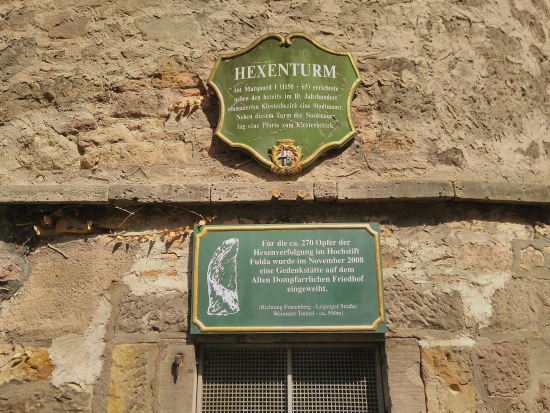 HEXENTURM
Abt Marquard I (1150 - 65) errichtete
neben den bereits im 10. Jahrhundert
ummauerten Klosterbezirk eine Stadtmauer.
Neben diesem Turm der Nordmauer
lag eine Pforte zum Klosterbezirk.
Für die ca. 270 Opfer der
Hexenverfolgung im Hochstift
Fulda wurde im November 2008
eine Gedenkstätte auf dem
Alten Dompfarrlichen Friedhof
eingeweiht.
(Richtung Frauenberg - Leipziger Straße/
Weimarer Tunnel - ca. 500m)